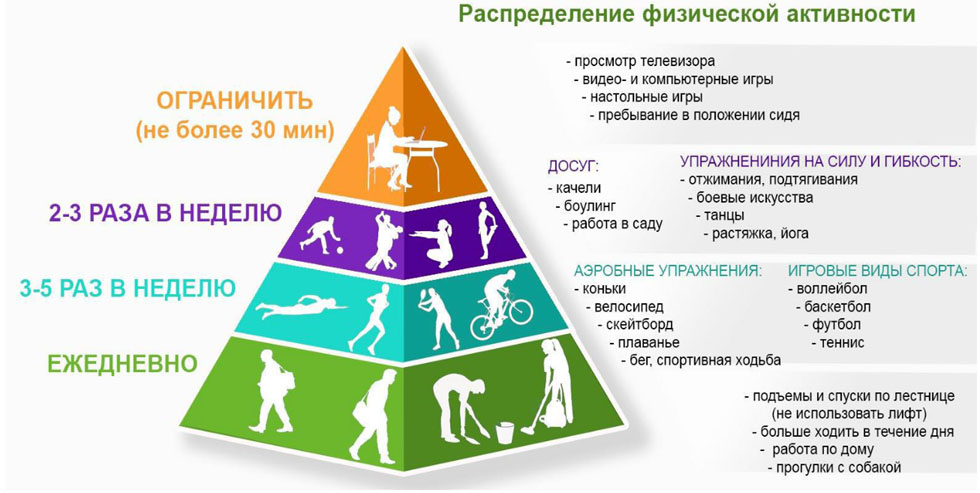 Распределение физической активности
ОГРАНИЧИТЬ
(не более 30 мин)
- просмотр телевизора
- видео- и компьютерные игры
- настольные игры
- пребывание в положении сидя
2-3 РАЗА В НЕДЕЛЮ
ДОСУГ:
- качели
- боулинг
- работа в саду
УПРАЖНЕНИНИЯ НА СИЛУ И ГИБКОСТЬ:
- отжимания, подтягивания
- боевые искусства
- танцы
- растяжка, йога
3-5 РАЗ В НЕДЕЛЮ
АЭРОБНЫЕ УПРАЖНЕНИЯ:
- коньки
- велосипед
- скейтборд
- плаванье
- бег, спортивная ходьба
ИГРОВЫЕ ВИДЫ СПОРТА:
- воллейбол
- баскетбол
- футбол
- теннис
ЕЖЕДНЕВНО
- подъемы и спуски по лестнице
(не использовать лифт)
- больше ходить в течение дня
- работа по дому
- прогулки с собакой